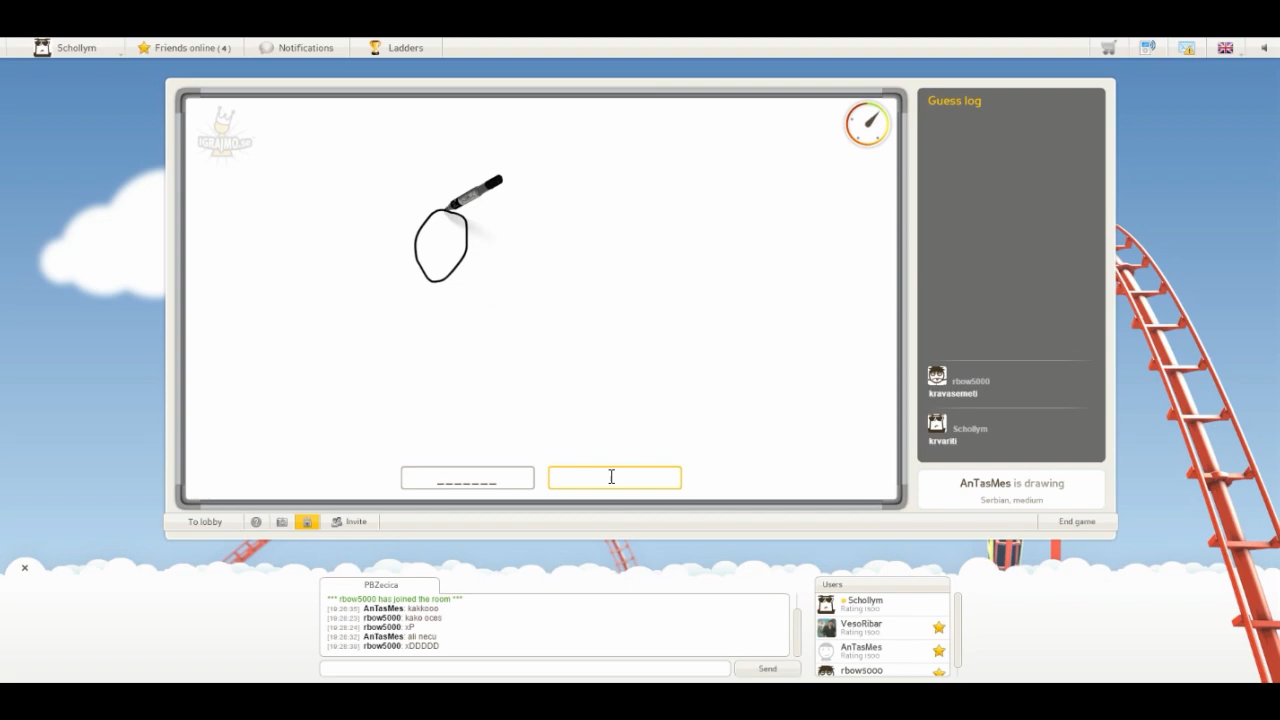 Schollym
Friends online (4)
Notifications
Ladders
IGRAJMO.SE
Guess log
rbow5000
kravasemeti
Schollym
krvariti
AnTasMes is drawing
Serbian, medium
_ _ _ _ _ _ _
To lobby
@
Invite
End game
PBZecica
*** rbow5000 has joined the room ***
[19:26:35] AnTasMes: kakkooo
[19:28:23] rbow5000: kako oces
[19:28:24] rbow5000: xP
[19:28:32] AnTasMes: ali necu
[19:28:39] rbow5000: xDDDDD
Send
Users
Schollym
Rating 1500
VesoRibar
Rating 1500
AnTasMes
Rating 1500
rbow5000